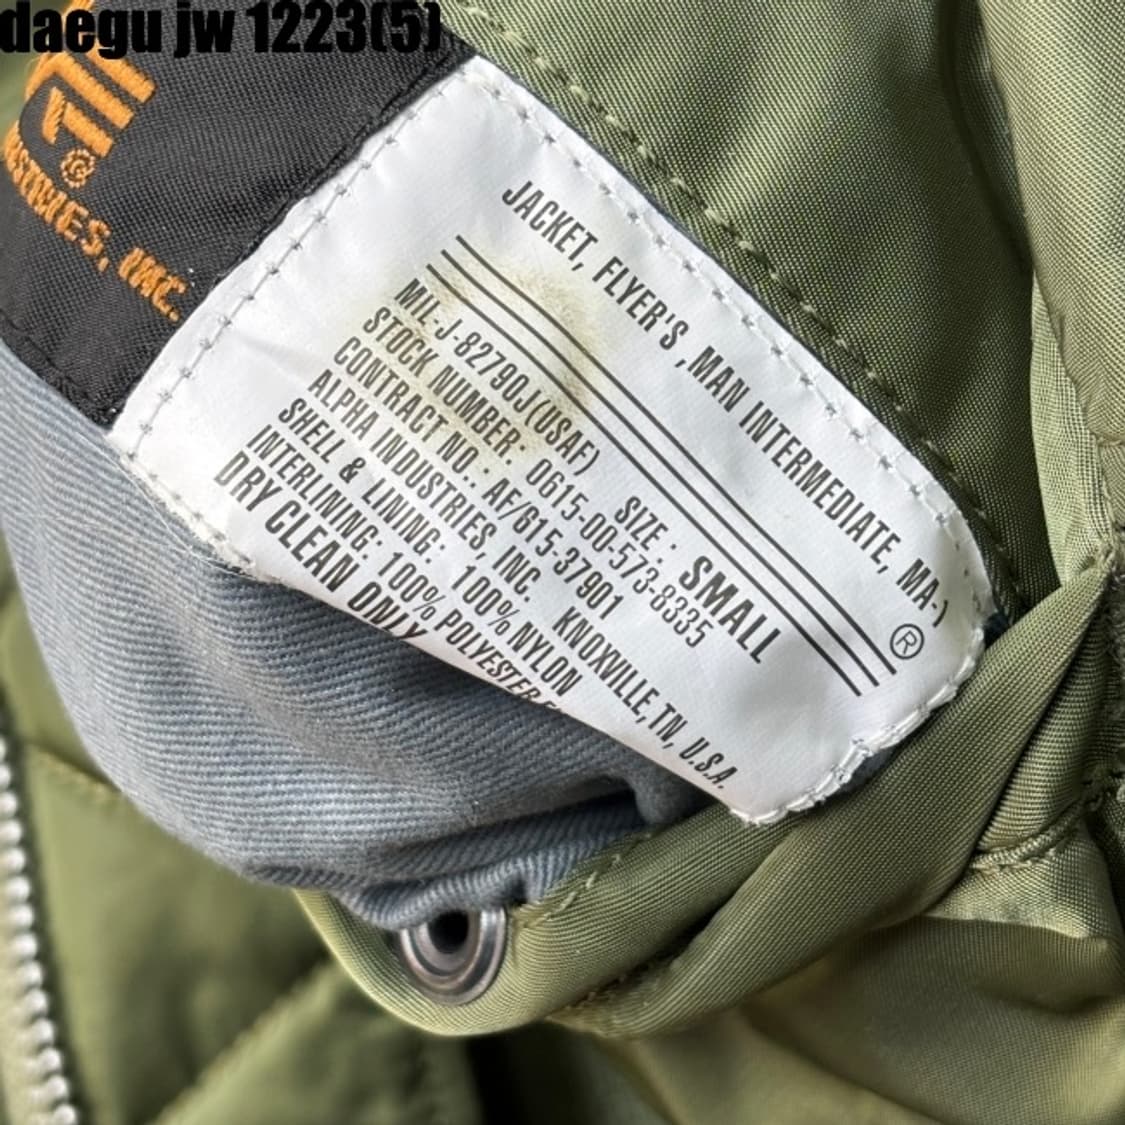 daegu jw 1223(5)
INC.
JACKET, FLYER'S ,MAN INTERMEDIATE, MA-1
®
MIL-J-82790J(USAF) SIZE : SMALL
STOCK NUMBER: 0615-00-573-8335
CONTRACT NO.: AF/615-37901
ALPHA INDUSTRIES, INC. KNOXVILLE, TN, U.S.A.
SHELL & LINING: 100% NYLON
INTERLINING: 100% POLYESTER
DRY CLEAN ONLY